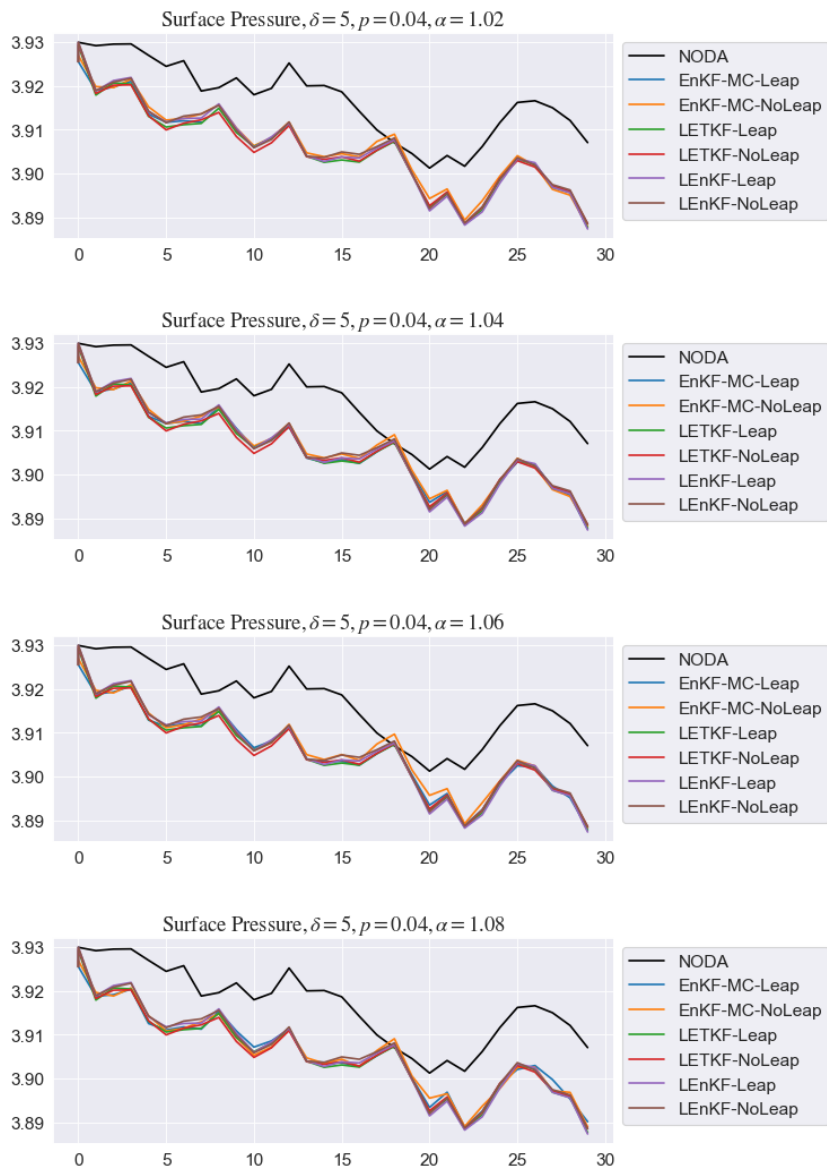 Surface Pressure, δ = 5, p = 0.04, α = 1.02
3.93
3.92
3.91
3.90
3.89
0 5 10 15 20 25 30
NODA
EnKF-MC-Leap
EnKF-MC-NoLeap
LETKF-Leap
LETKF-NoLeap
LEnKF-Leap
LEnKF-NoLeap
Surface Pressure, δ = 5, p = 0.04, α = 1.04
3.93
3.92
3.91
3.90
3.89
0 5 10 15 20 25 30
NODA
EnKF-MC-Leap
EnKF-MC-NoLeap
LETKF-Leap
LETKF-NoLeap
LEnKF-Leap
LEnKF-NoLeap
Surface Pressure, δ = 5, p = 0.04, α = 1.06
3.93
3.92
3.91
3.90
3.89
0 5 10 15 20 25 30
NODA
EnKF-MC-Leap
EnKF-MC-NoLeap
LETKF-Leap
LETKF-NoLeap
LEnKF-Leap
LEnKF-NoLeap
Surface Pressure, δ = 5, p = 0.04, α = 1.08
3.93
3.92
3.91
3.90
3.89
0 5 10 15 20 25 30
NODA
EnKF-MC-Leap
EnKF-MC-NoLeap
LETKF-Leap
LETKF-NoLeap
LEnKF-Leap
LEnKF-NoLeap